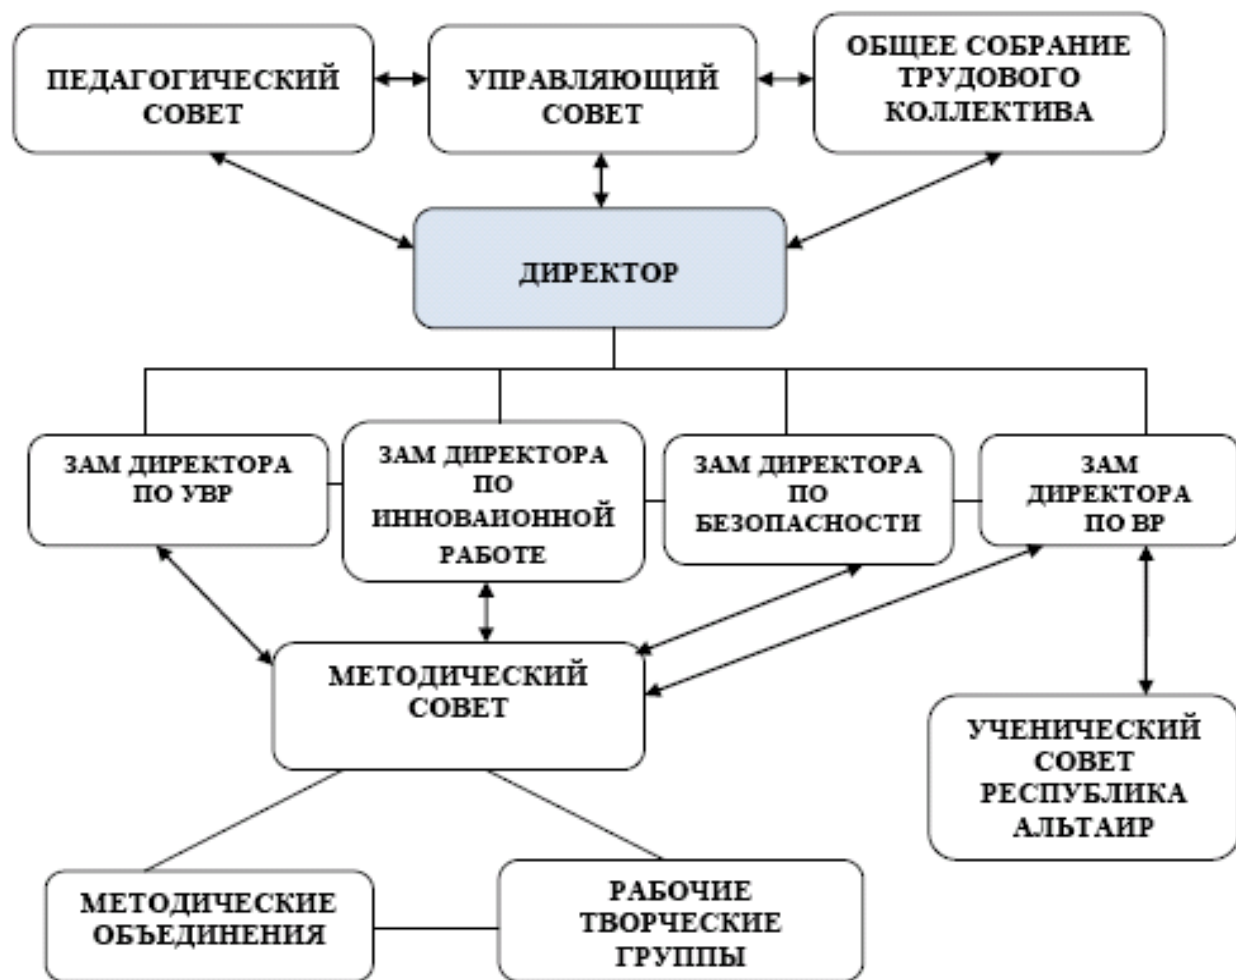 ПЕДАГОГИЧЕСКИЙ
СОВЕТ
УПРАВЛЯЮЩИЙ
СОВЕТ
ОБЩЕЕ СОБРАНИЕ
ТРУДОВОГО
КОЛЛЕКТИВА
ДИРЕКТОР
ЗАМ ДИРЕКТОРА
ПО УВР
ЗАМ ДИРЕКТОРА
ПО
ИННОВАИОННОЙ
РАБОТЕ
ЗАМ ДИРЕКТОРА
ПО
БЕЗОПАСНОСТИ
ЗАМ
ДИРЕКТОРА
ПО ВР
МЕТОДИЧЕСКИЙ
СОВЕТ
УЧЕНИЧЕСКИЙ
СОВЕТ
РЕСПУБЛИКА
АЛЬТАИР
МЕТОДИЧЕСКИЕ
ОБЪЕДИНЕНИЯ
РАБОЧИЕ
ТВОРЧЕСКИЕ
ГРУППЫ